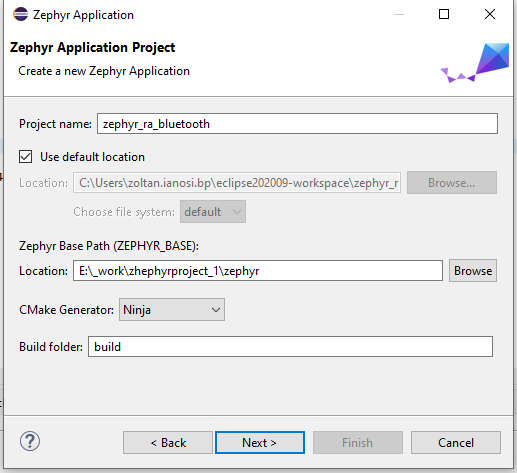 Zephyr Application
Zephyr Application Project
Create a new Zephyr Application
Project name: zephyr_ra_bluetooth
Use default location
Location: C:\Users\zoltan.ianosi.bp\eclipse202009-workspace\zephyr_r Browse...
Choose file system: default
Zephyr Base Path (ZEPHYR_BASE):
Location: E:\_work\zhephyrproject_1\zephyr Browse
CMake Generator: Ninja
Build folder: build
? < Back Next > Finish Cancel